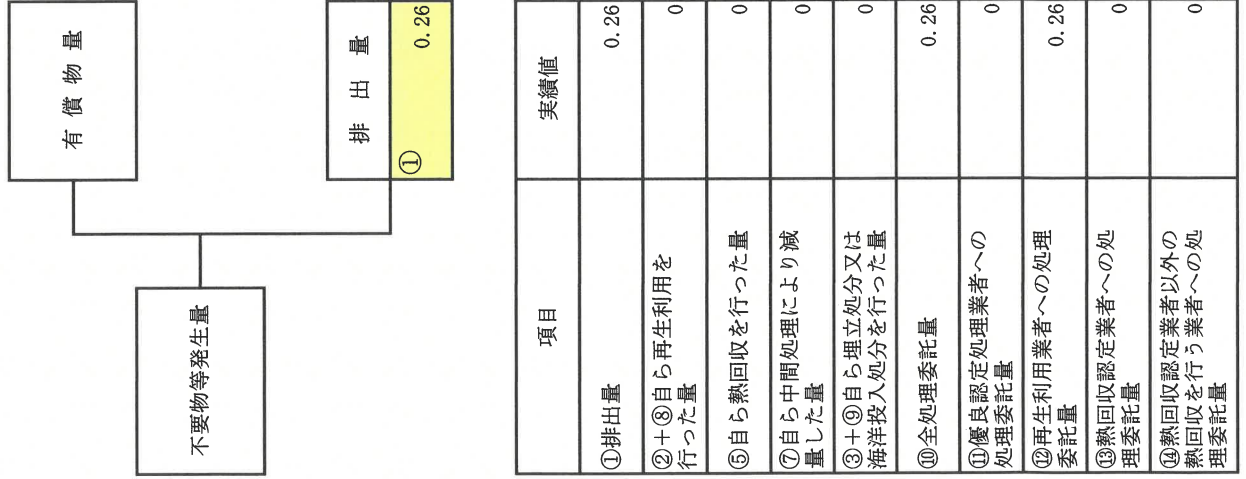 有償物量
不要物等発生量
排出量
① 0.26
項目 実績値
①排出量 0.26
②+⑧自ら再生利用を
行った量 0
⑤自ら熱回収を行った量 0
⑦自ら中間処理により減
量した量 0
③+⑨自ら埋立処分又は
海洋投入処分を行った量 0
⑩全処理委託量 0.26
⑪優良認定処理業者への
処理委託量 0
⑫再生利用業者への処理
委託量 0.26
⑬熱回収認定業者への処
理委託量 0
⑭熱回収認定業者以外の
熱回収を行う業者への処
理委託量 0